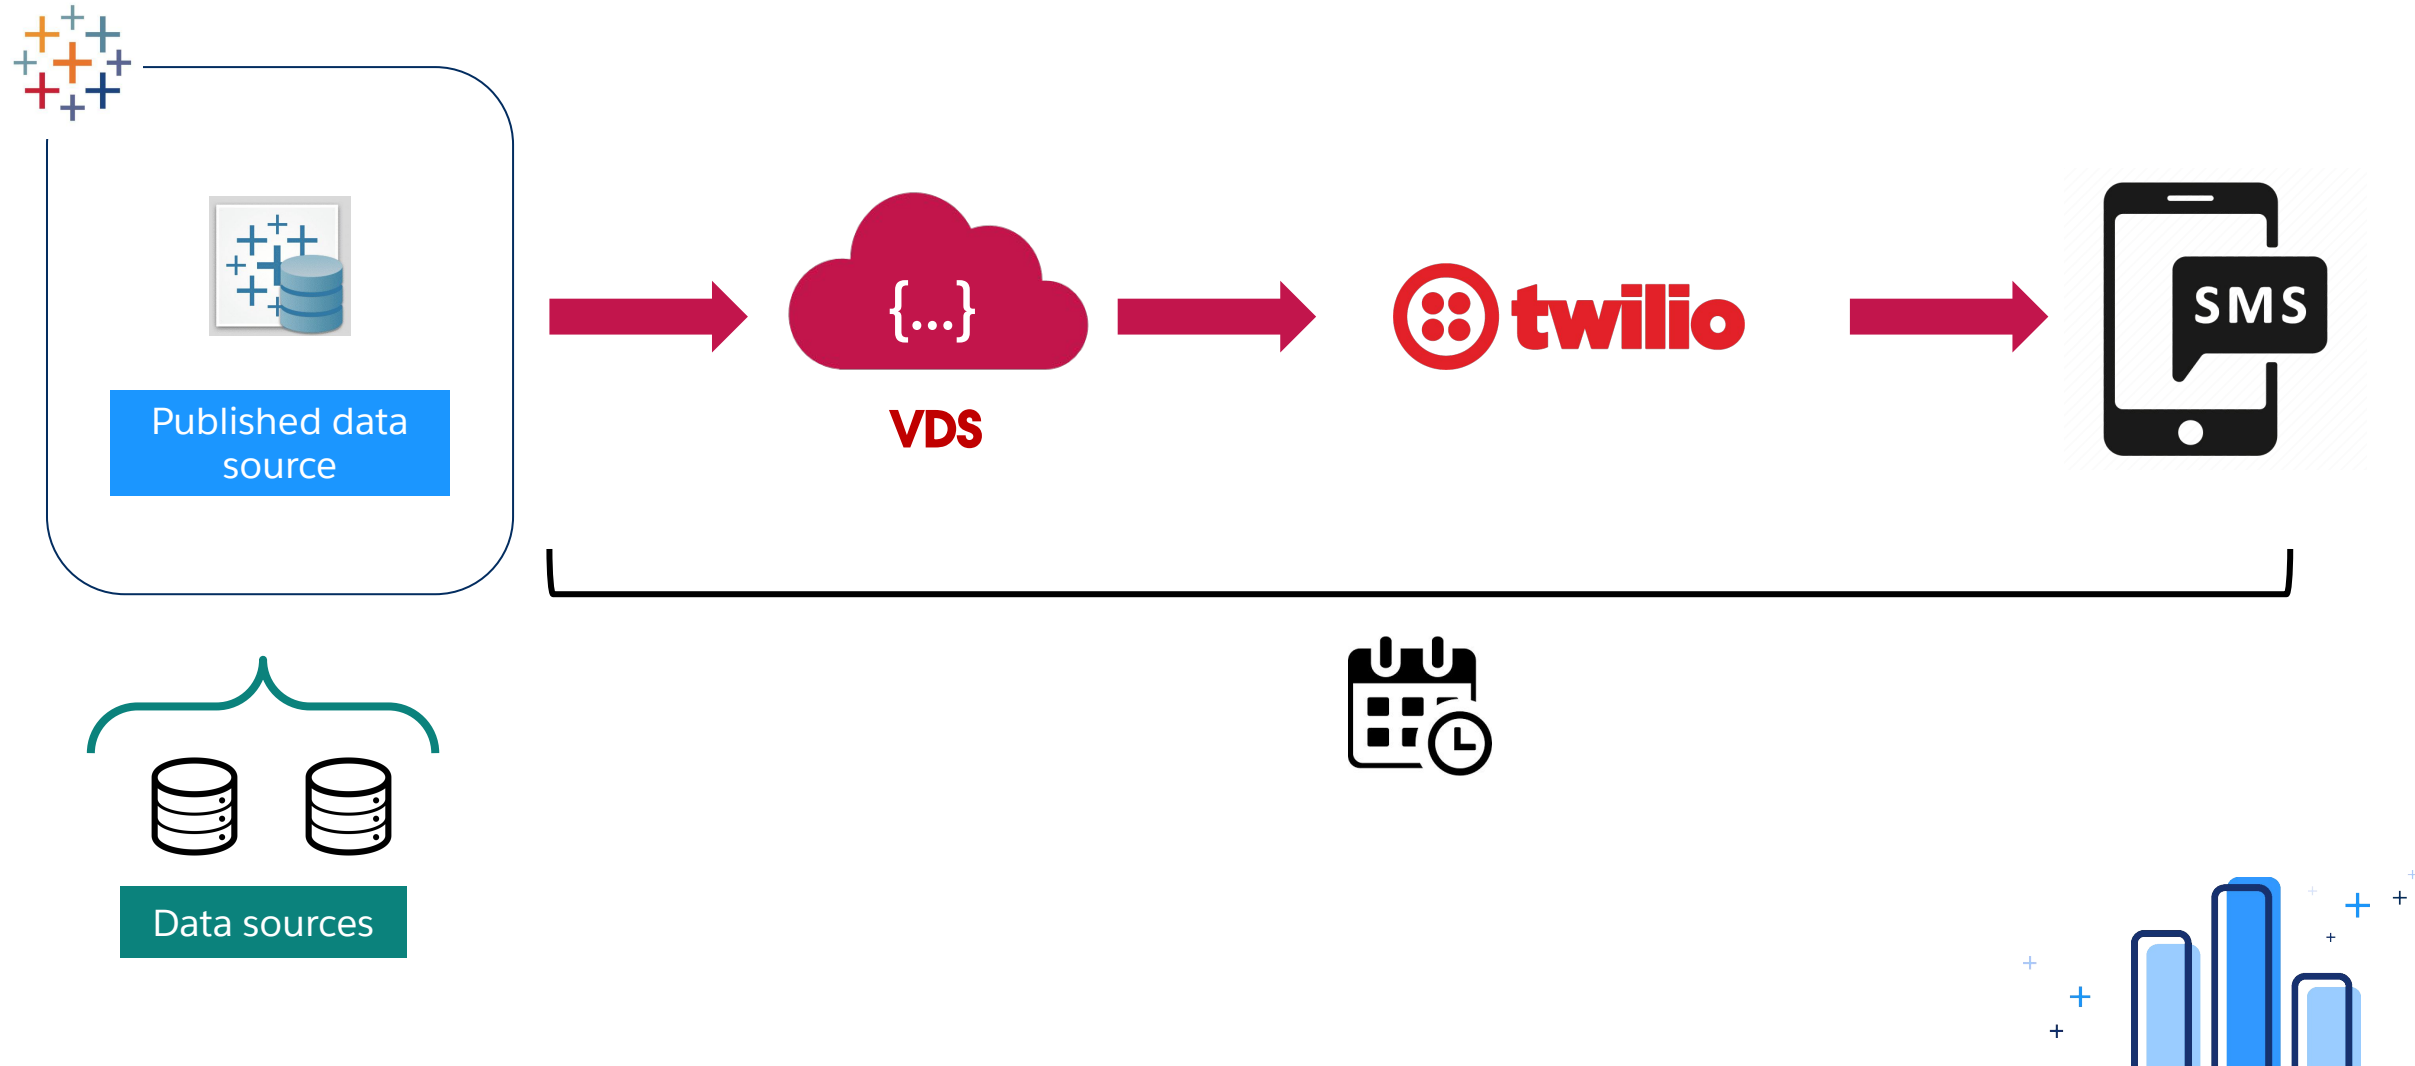 Published data
source
{...}
VDS
twilio
SMS
Data sources